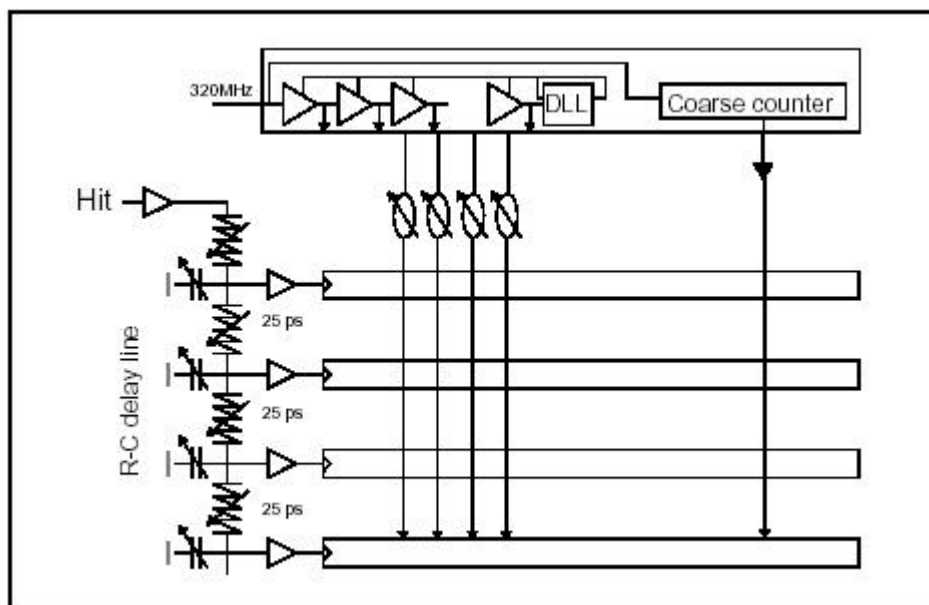 320MHz
DLL
Coarse counter
Hit
25 ps
25 ps
25 ps
R-C delay line